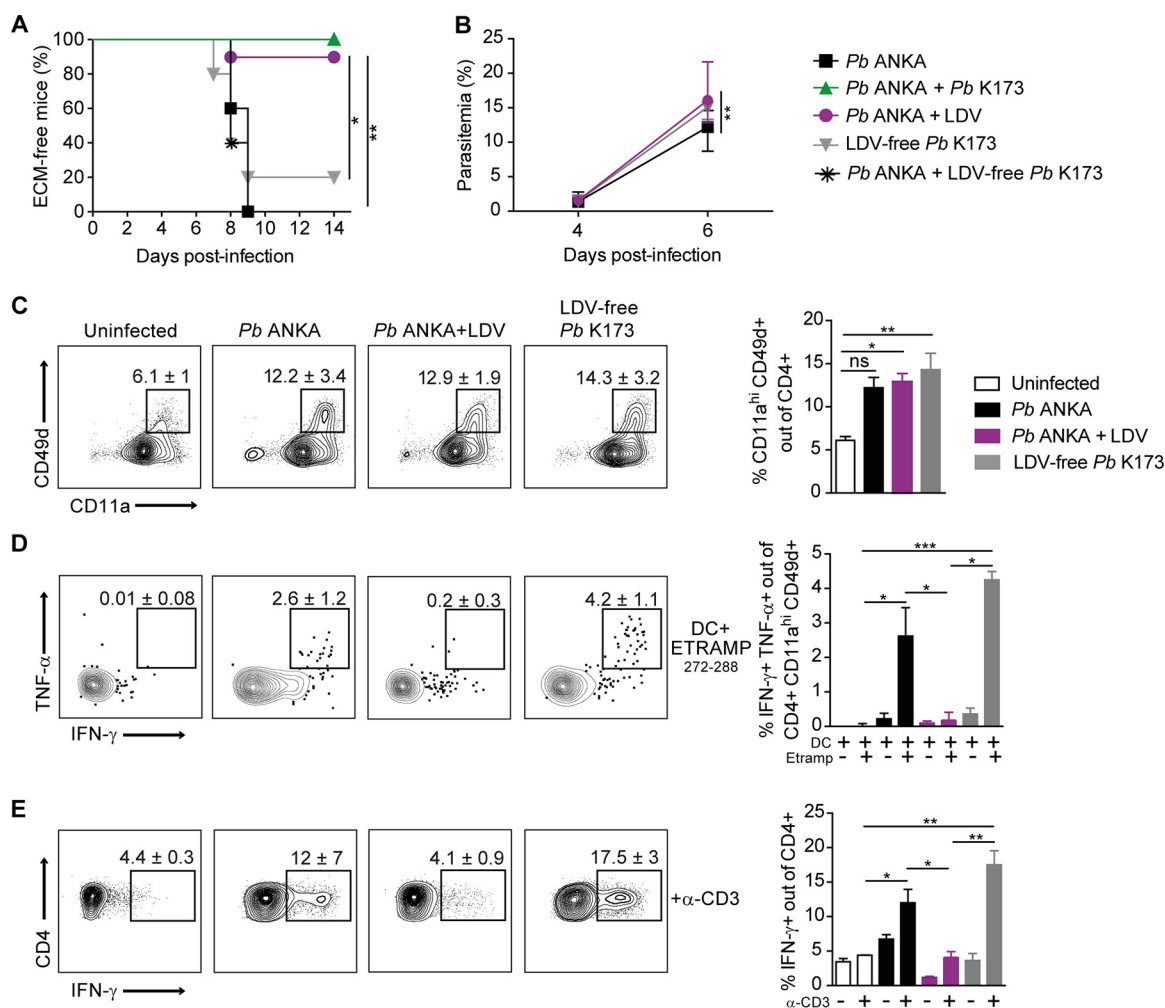 A
ECM-free mice (%)
100
80
60
40
20
0
0 2 4 6 8 10 12 14
Days post-infection
*
**
B
Parasitemia (%)
25
20
15
10
5
0
4 6
Days post-infection
**
Pb ANKA
Pb ANKA + Pb K173
Pb ANKA + LDV
LDV-free Pb K173
Pb ANKA + LDV-free Pb K173
C
Uninfected
Pb ANKA
Pb ANKA+LDV
LDV-free
Pb K173
6.1 ± 1
12.2 ± 3.4
12.9 ± 1.9
14.3 ± 3.2
CD49d
CD11a
% CD11aʰⁱ CD49d+
out of CD4+
20
15
10
5
0
**
*
ns
Uninfected
Pb ANKA
Pb ANKA + LDV
LDV-free Pb K173
D
0.01 ± 0.08
2.6 ± 1.2
0.2 ± 0.3
4.2 ± 1.1
TNF-α
IFN-γ
DC+
ETRAMP
272-288
% IFN-γ+ TNF-α+ out of
CD4+ CD11aʰⁱ CD49d+
5
4
3
2
1
0
***
* * *
DC + + + + + + + +
Etramp - + - + - + - +
E
4.4 ± 0.3
12 ± 7
4.1 ± 0.9
17.5 ± 3
CD4
IFN-γ
+α-CD3
% IFN-γ+ out of CD4+
25
20
15
10
5
0
**
* * **
α-CD3 - + - + - + - +